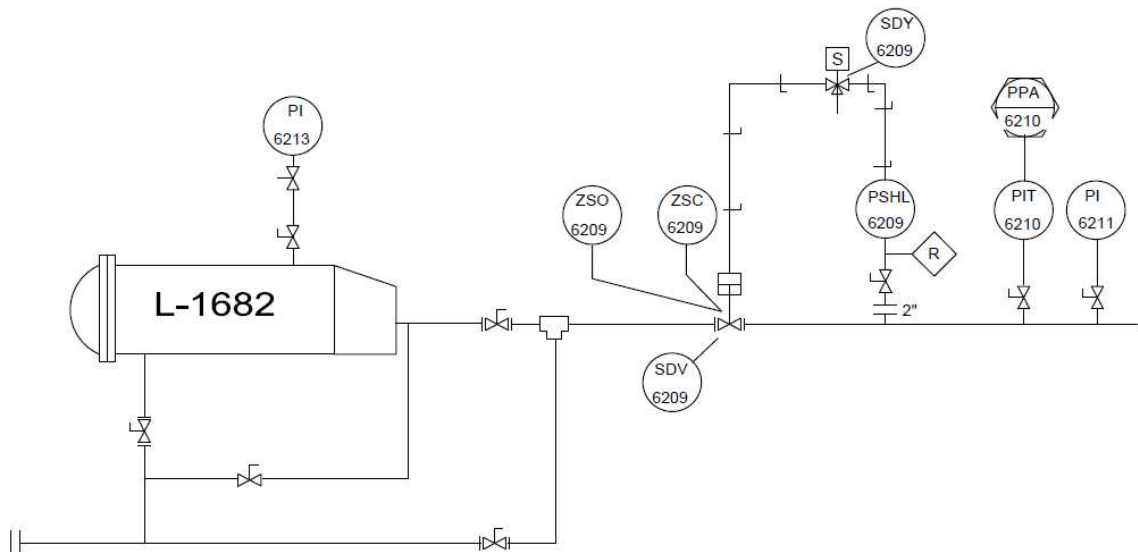 SDY
6209
S
PPA
6210
PI
6213
ZSO
6209
ZSC
6209
PSHL
6209
PIT
6210
PI
6211
R
L-1682
2"
SDV
6209